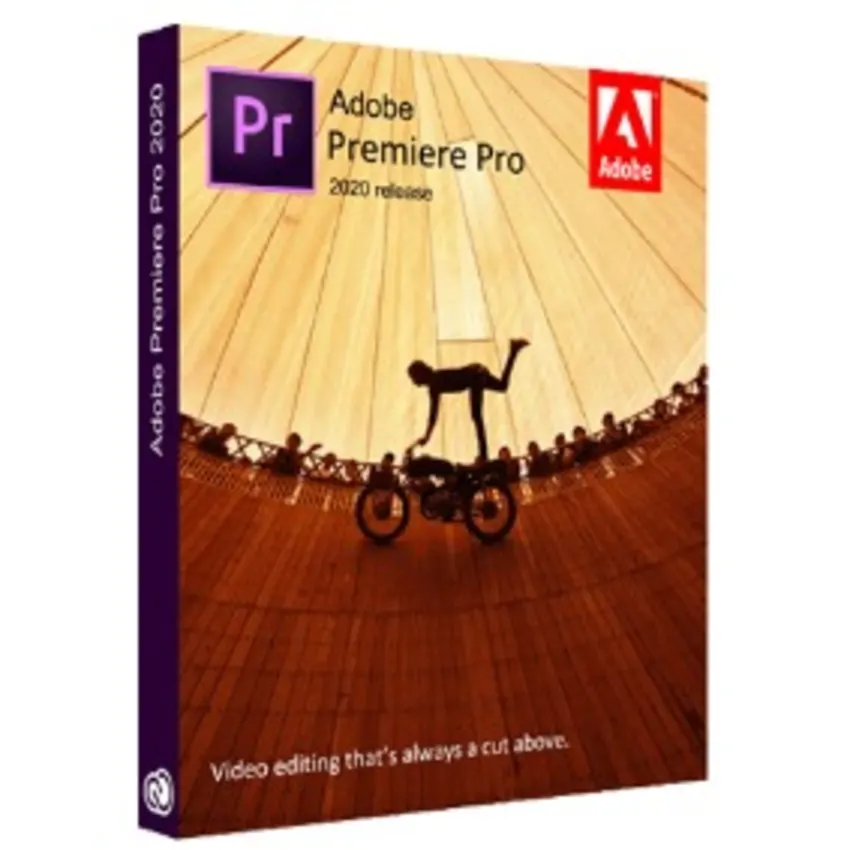 Adobe Premiere Pro 2020
Pr
Adobe
Premiere Pro
2020 release
Adobe
Video editing that's always a cut above.